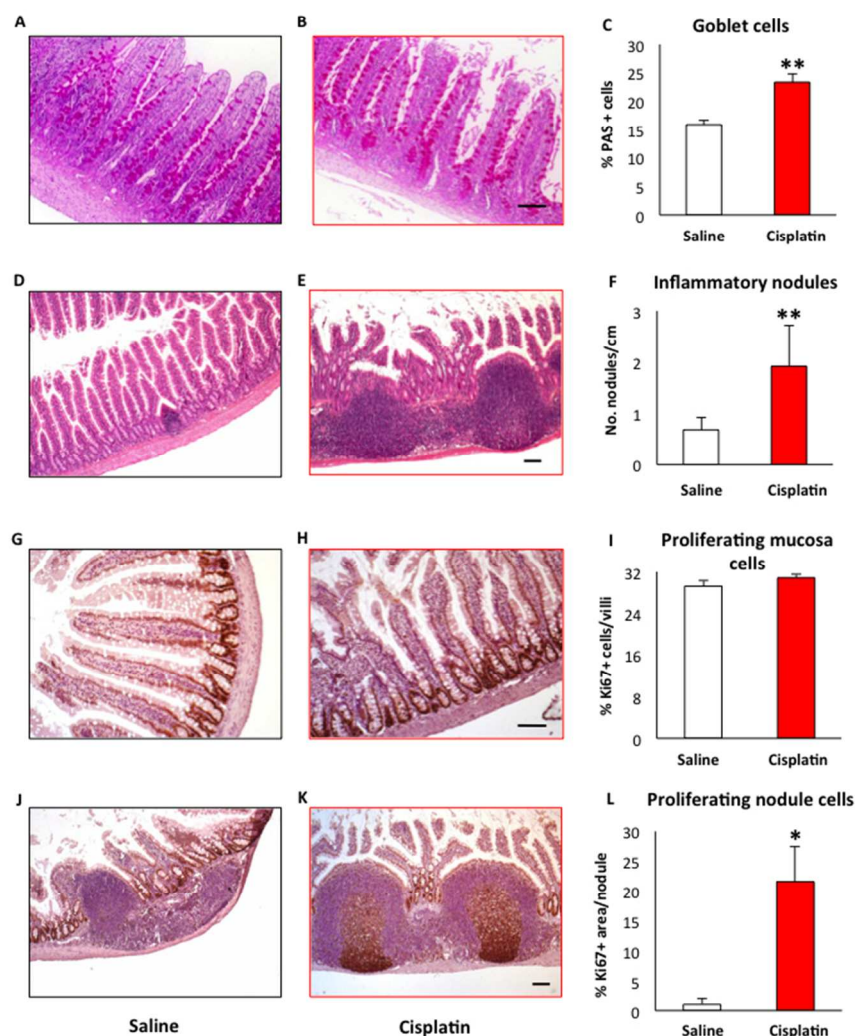 A
B
C
Goblet cells
% PAS + cells
30
25
20
15
10
5
0
**
Saline
Cisplatin
D
E
F
Inflammatory nodules
No. nodules/cm
3
2
1
0
**
Saline
Cisplatin
G
H
I
Proliferating mucosa
cells
% Ki67+ cells/villi
32
24
16
8
0
Saline
Cisplatin
J
K
L
Proliferating nodule cells
% Ki67+ area/nodule
30
25
20
15
10
5
0
*
Saline
Cisplatin
Saline
Cisplatin